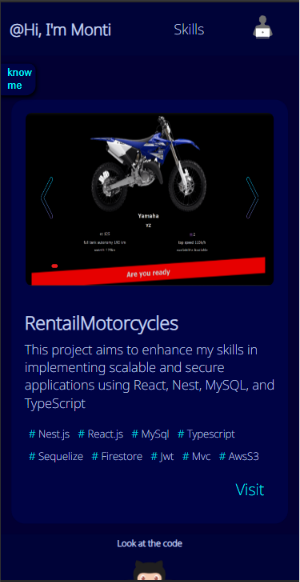 @Hi, I'm Monti
Skills
know
me
Yamaha
YZ
Are you ready
RentailMotorcycles
This project aims to enhance my skills in
implementing scalable and secure
applications using React, Nest, MySQL, and
TypeScript
# Nest.js # React.js # MySql # Typescript
# Sequelize # Firestore # Jwt # Mvc # AwsS3
Visit
Look at the code